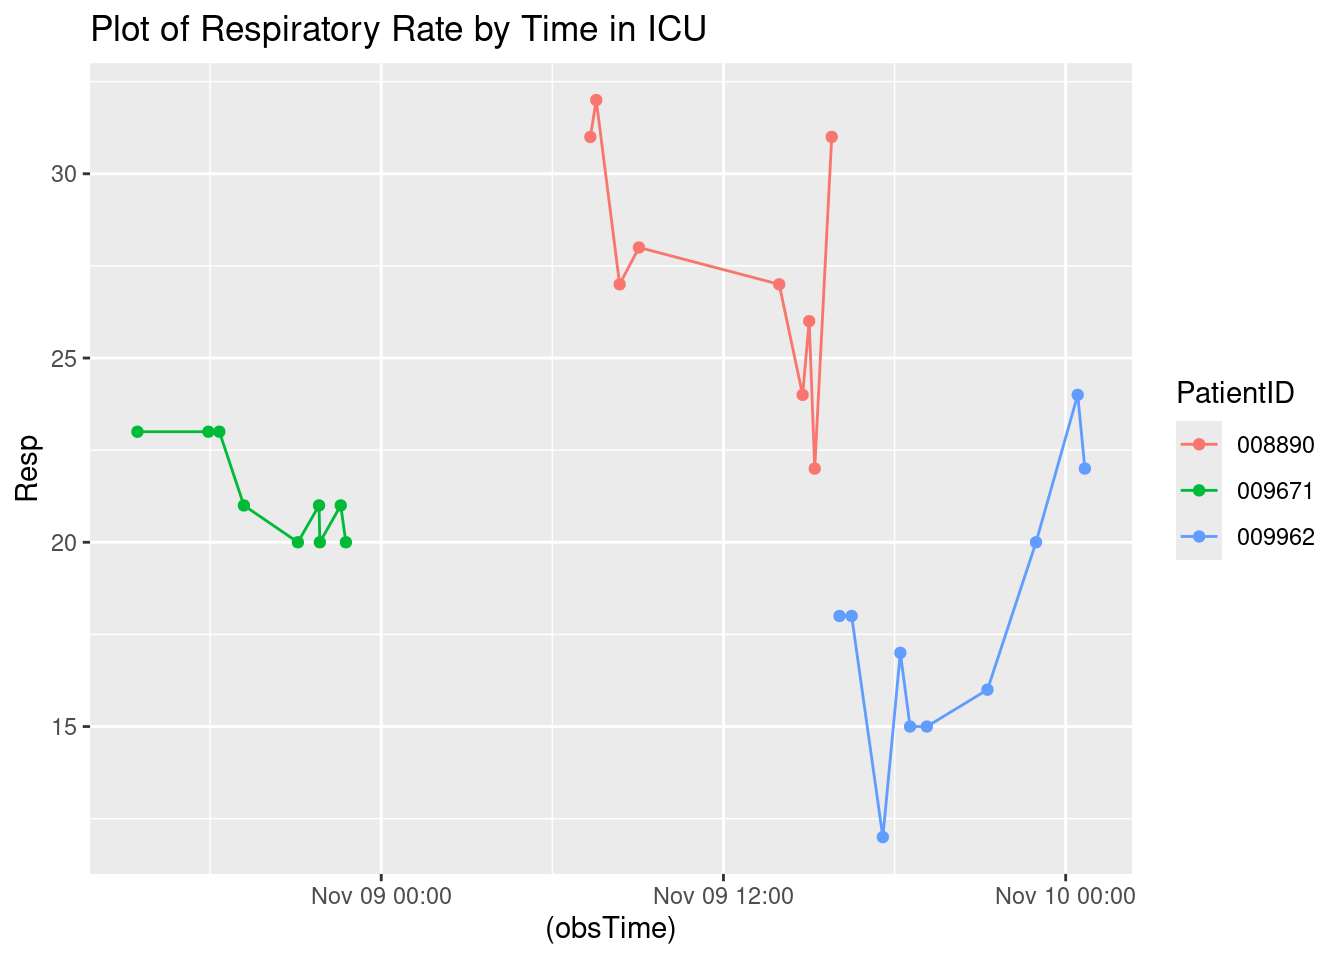 Plot of Respiratory Rate by Time in ICU
30
25
20
15
Resp
Nov 09 00:00
Nov 09 12:00
Nov 10 00:00
(obsTime)
PatientID
008890
009671
009962